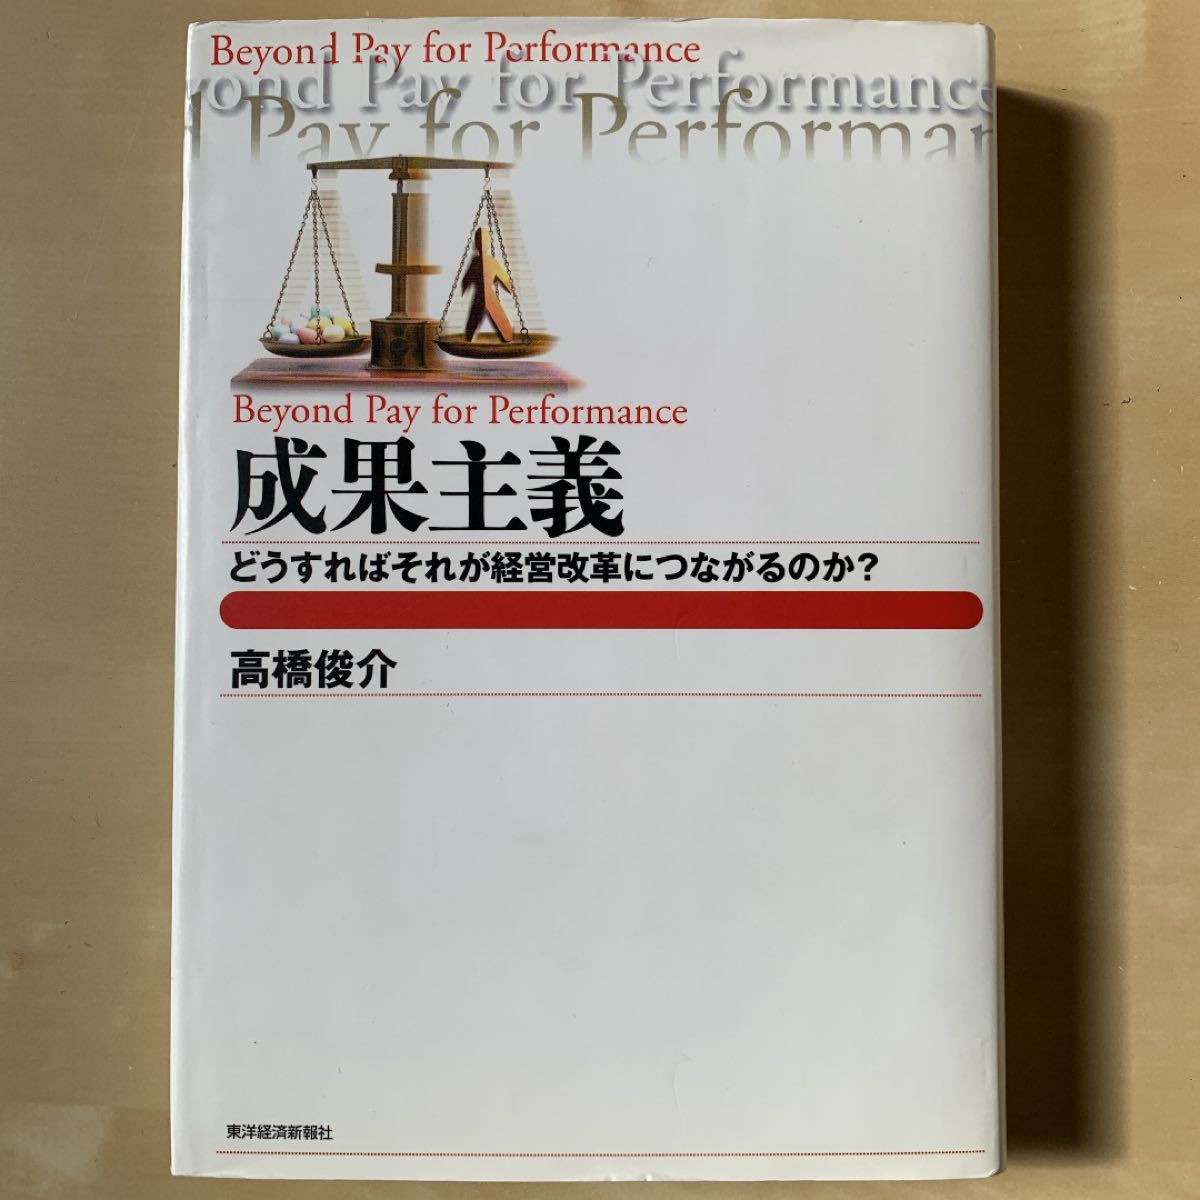 Beyond Pay for Performance
yond Pay for Performance
d Pay for Performan
Beyond Pay for Performance
成果主義
どうすればそれが経営改革につながるのか?
高橋俊介
東洋経済新報社